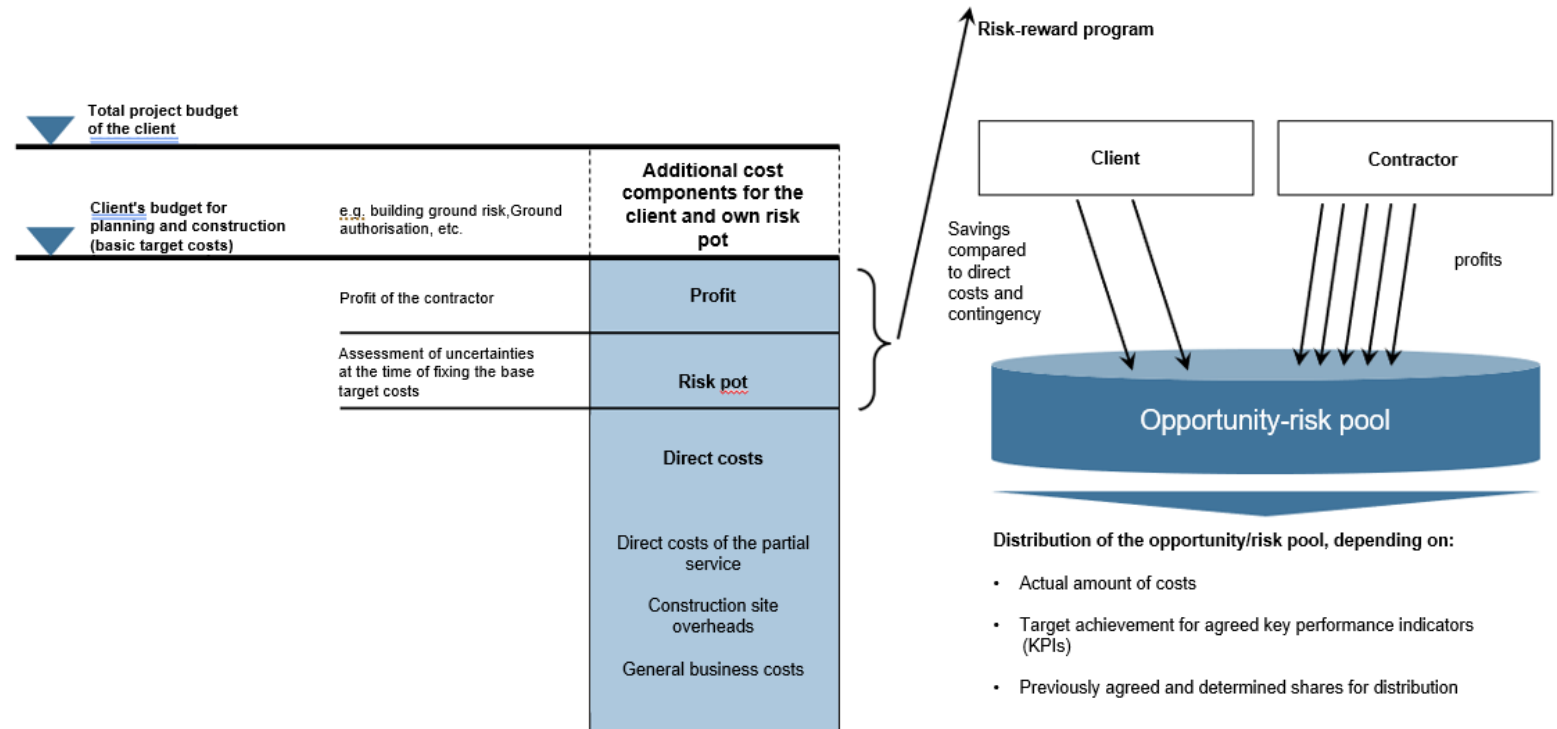 Risk-reward program
Total project budget
of the client
Client's budget for
planning and construction
(basic target costs)
e.g. building ground risk,Ground
authorisation, etc.
Additional cost
components for the
client and own risk
pot
Profit of the contractor
Profit
Assessment of uncertainties
at the time of fixing the base
target costs
Risk pot
Direct costs
Direct costs of the partial
service
Construction site
overheads
General business costs
Client
Contractor
Savings
compared
to direct
costs and
contingency
profits
Opportunity-risk pool
Distribution of the opportunity/risk pool, depending on:
• Actual amount of costs
• Target achievement for agreed key performance indicators
(KPIs)
• Previously agreed and determined shares for distribution